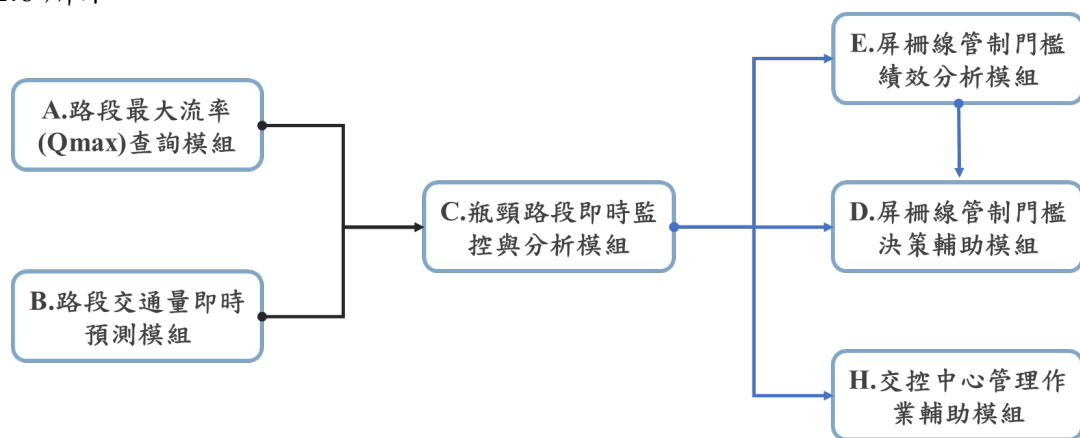 A.路段最大流率
(Qmax)查詢模組
B.路段交通量即時
預測模組
C.瓶頸路段即時監
控與分析模組
E.屏柵線管制門檻
績效分析模組
D.屏柵線管制門檻
決策輔助模組
H.交控中心管理作
業輔助模組